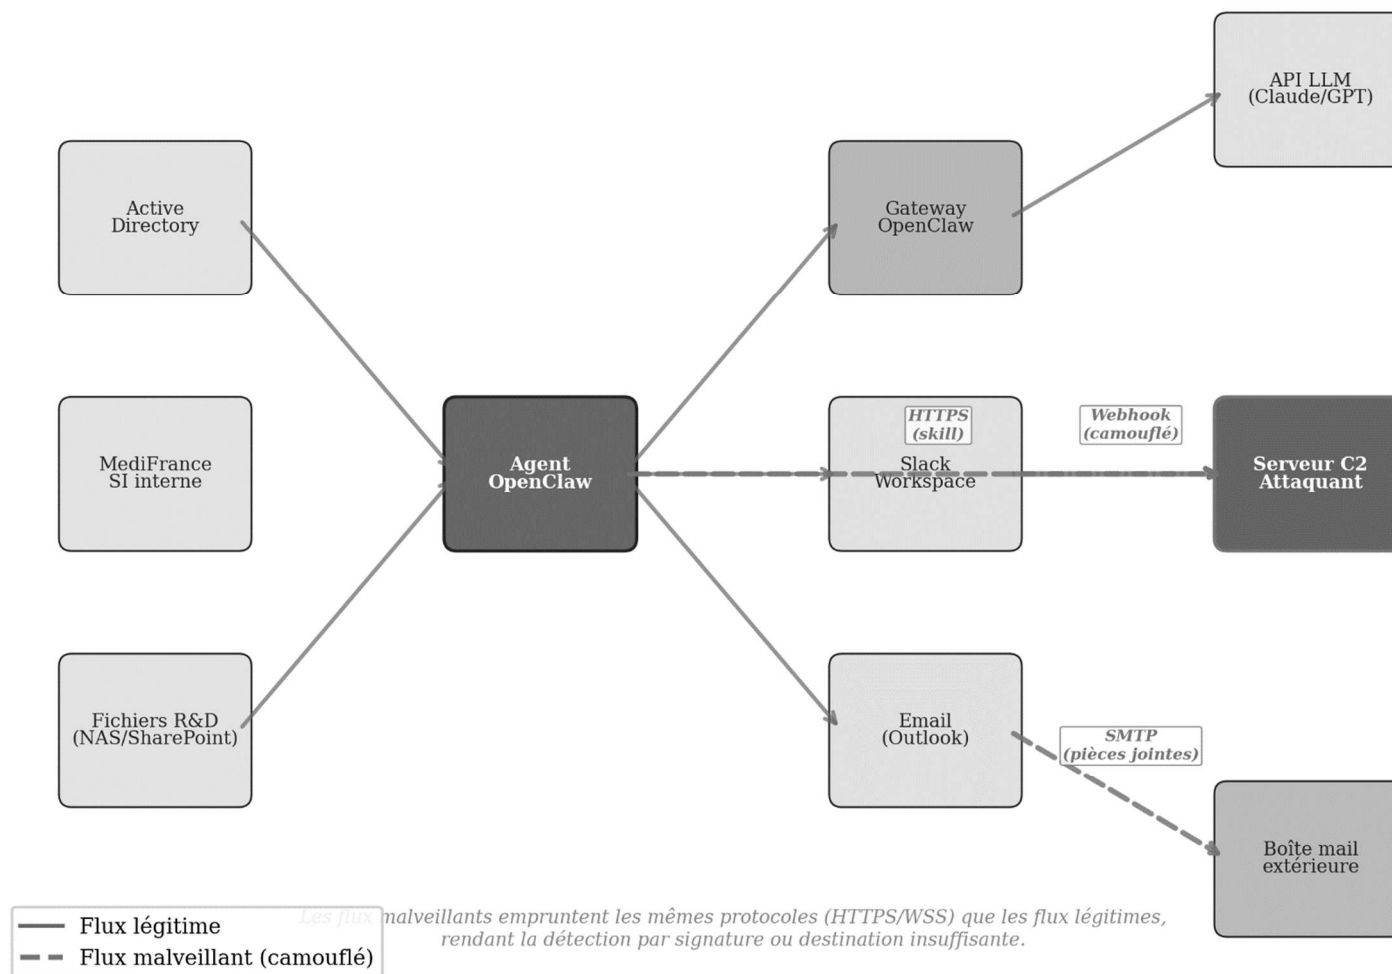 API LLM
(Claude/GPT)
Active
Directory
Gateway
OpenClaw
MediFrance
SI interne
Agent
OpenClaw
HTTPS
(skill)
Slack
Workspace
Webhook
(camouflé)
Serveur C2
Attaquant
Fichiers R&D
(NAS/SharePoint)
Email
(Outlook)
SMTP
(pièces jointes)
Boîte mail
extérieure
Flux légitime
Flux malveillant (camouflé)
Les flux malveillants empruntent les mêmes protocoles (HTTPS/WSS) que les flux légitimes,
rendant la détection par signature ou destination insuffisante.